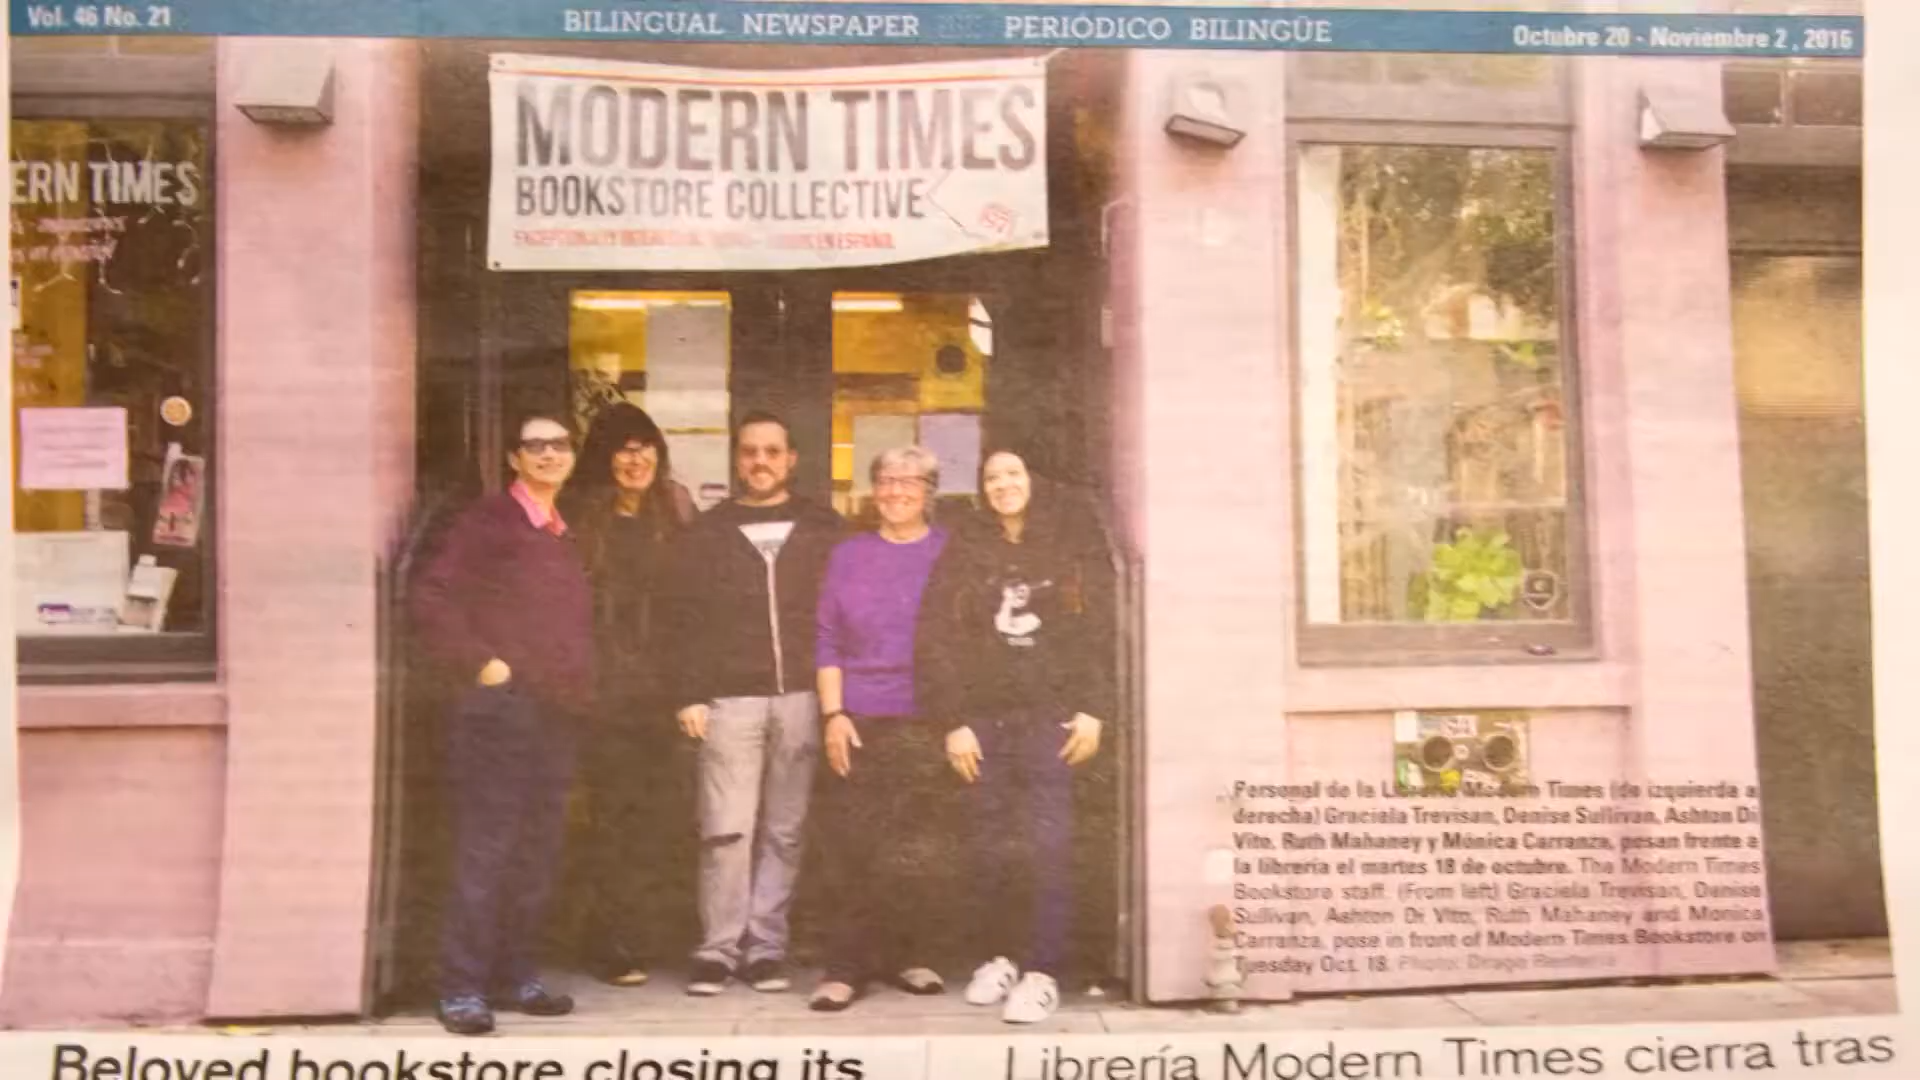 Vol. 46 No. 21
BILINGUAL NEWSPAPER
PERIÓDICO BILINGÜE
Octubre 20 - Noviembre 2, 2016
MODERN TIMES
BOOKSTORE COLLECTIVE
EN ESPAÑOL
ERN TIMES
Personal de la Librería Modern Times (de izquierda a
derecha) Graciela Trevisan, Denise Sullivan, Ashton Di
Vito, Ruth Mahaney y Mónica Carranza, posan frente a
la librería el martes 18 de octubre. The Modern Times
Bookstore staff. (From left) Graciela Trevisan, Denise
Sullivan, Ashton Di Vito, Ruth Mahaney and Monica
Carranza, pose in front of Modern Times Bookstore on
Tuesday Oct. 18. Photo:
Beloved bookstore closing its
Librería Modern Times cierra tras